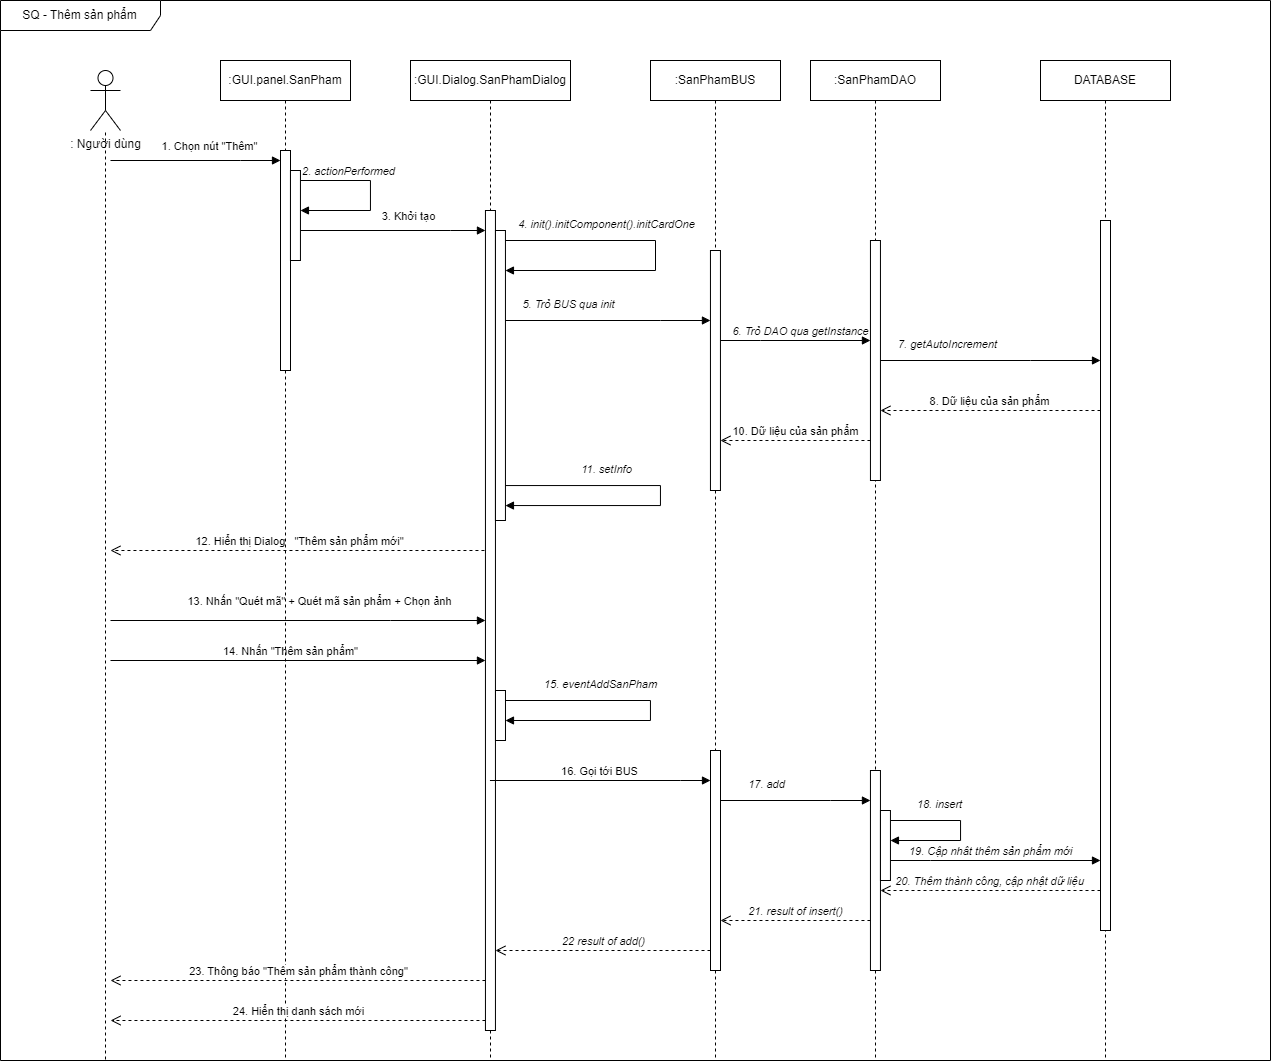 SQ - Thêm sản phẩm
:GUI.panel.SanPham
:GUI.Dialog.SanPhamDialog
:SanPhamBUS
:SanPhamDAO
DATABASE
: Người dùng
1. Chọn nút "Thêm"
2. actionPerformed
3. Khởi tạo
4. init().initComponent().initCardOne
5. Trỏ BUS qua init
6. Trỏ DAO qua getInstance
7. getAutoIncrement
8. Dữ liệu của sản phẩm
10. Dữ liệu của sản phẩm
11. setInfo
12. Hiển thị Dialog "Thêm sản phẩm mới"
13. Nhấn "Quét mã" + Quét mã sản phẩm + Chọn ảnh
14. Nhấn "Thêm sản phẩm"
15. eventAddSanPham
16. Gọi tới BUS
17. add
18. insert
19. Cập nhât thêm sản phẩm mới
20. Thêm thành công, cập nhật dữ liệu
21. result of insert()
22 result of add()
23. Thông báo "Thêm sản phẩm thành công"
24. Hiển thị danh sách mới